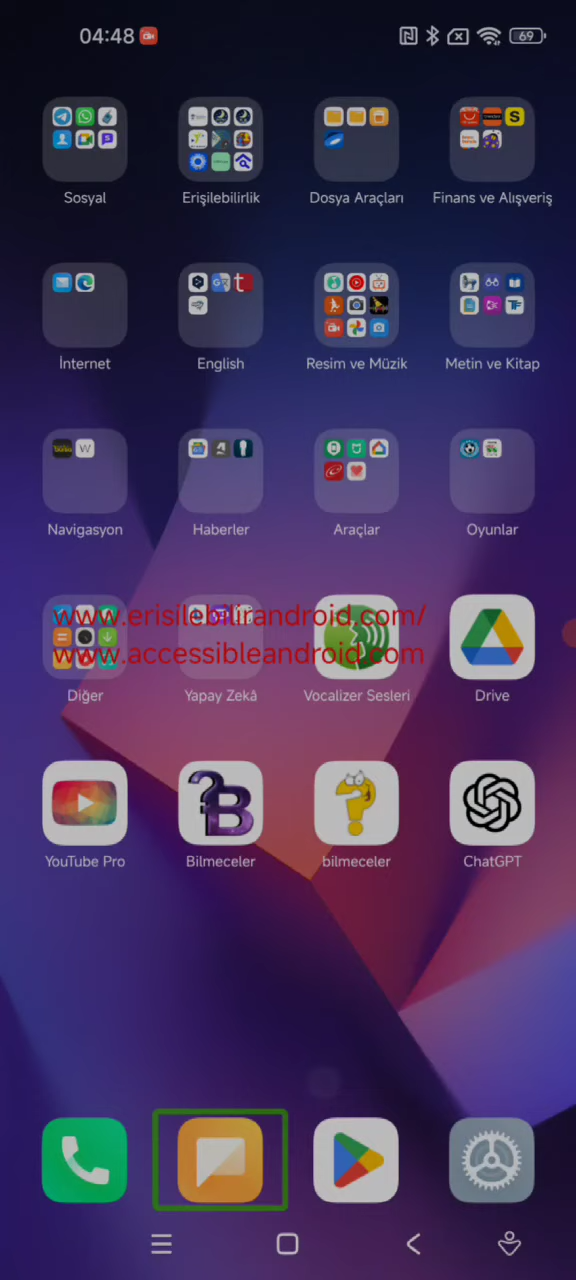 04:48
69
Sosyal
Erişilebilirlik
Dosya Araçları
Finans ve Alışveriş
İnternet
English
Resim ve Müzik
Metin ve Kitap
Navigasyon
Haberler
Araçlar
Oyunlar
www.erisilebilirandroid.com/
www.accessibleandroid.com
Diğer
Yapay Zekâ
Vocalizer Sesleri
Drive
YouTube Pro
Bilmeceler
bilmeceler
ChatGPT